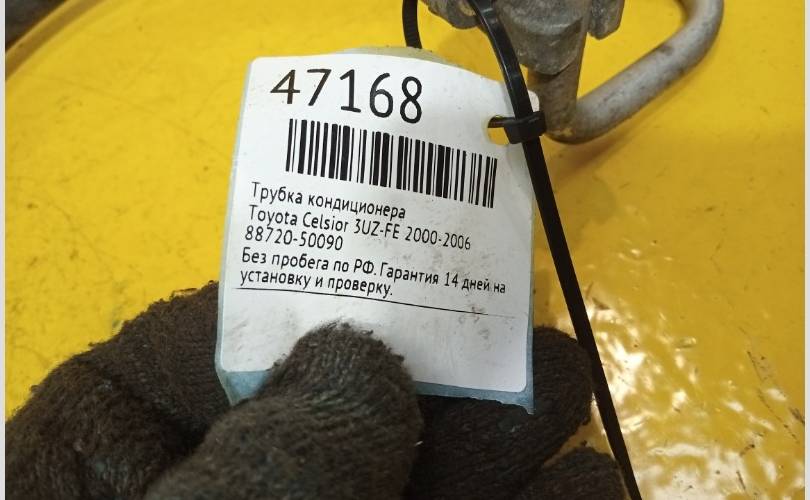 47168
Трубка кондиционера
Toyota Celsior 3UZ-FE 2000-2006
88720-50090
Без пробега по РФ. Гарантия 14 дней на
установку и проверку.